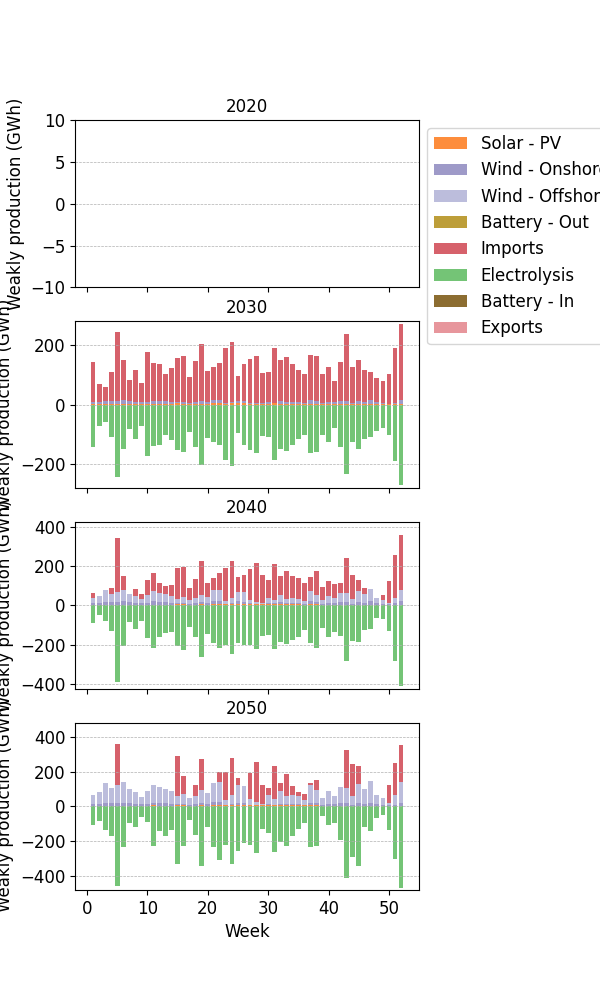 2020
Weakly production (GWh)
10
5
0
−5
−10
Solar - PV
Wind - Onshore
Wind - Offshor
Battery - Out
Imports
Electrolysis
Battery - In
Exports
2030
Weakly production (GWh)
200
0
−200
2040
Weakly production (GWh)
400
200
0
−200
−400
2050
Weakly production (GWh)
400
200
0
−200
−400
0
10
20
30
40
50
Week